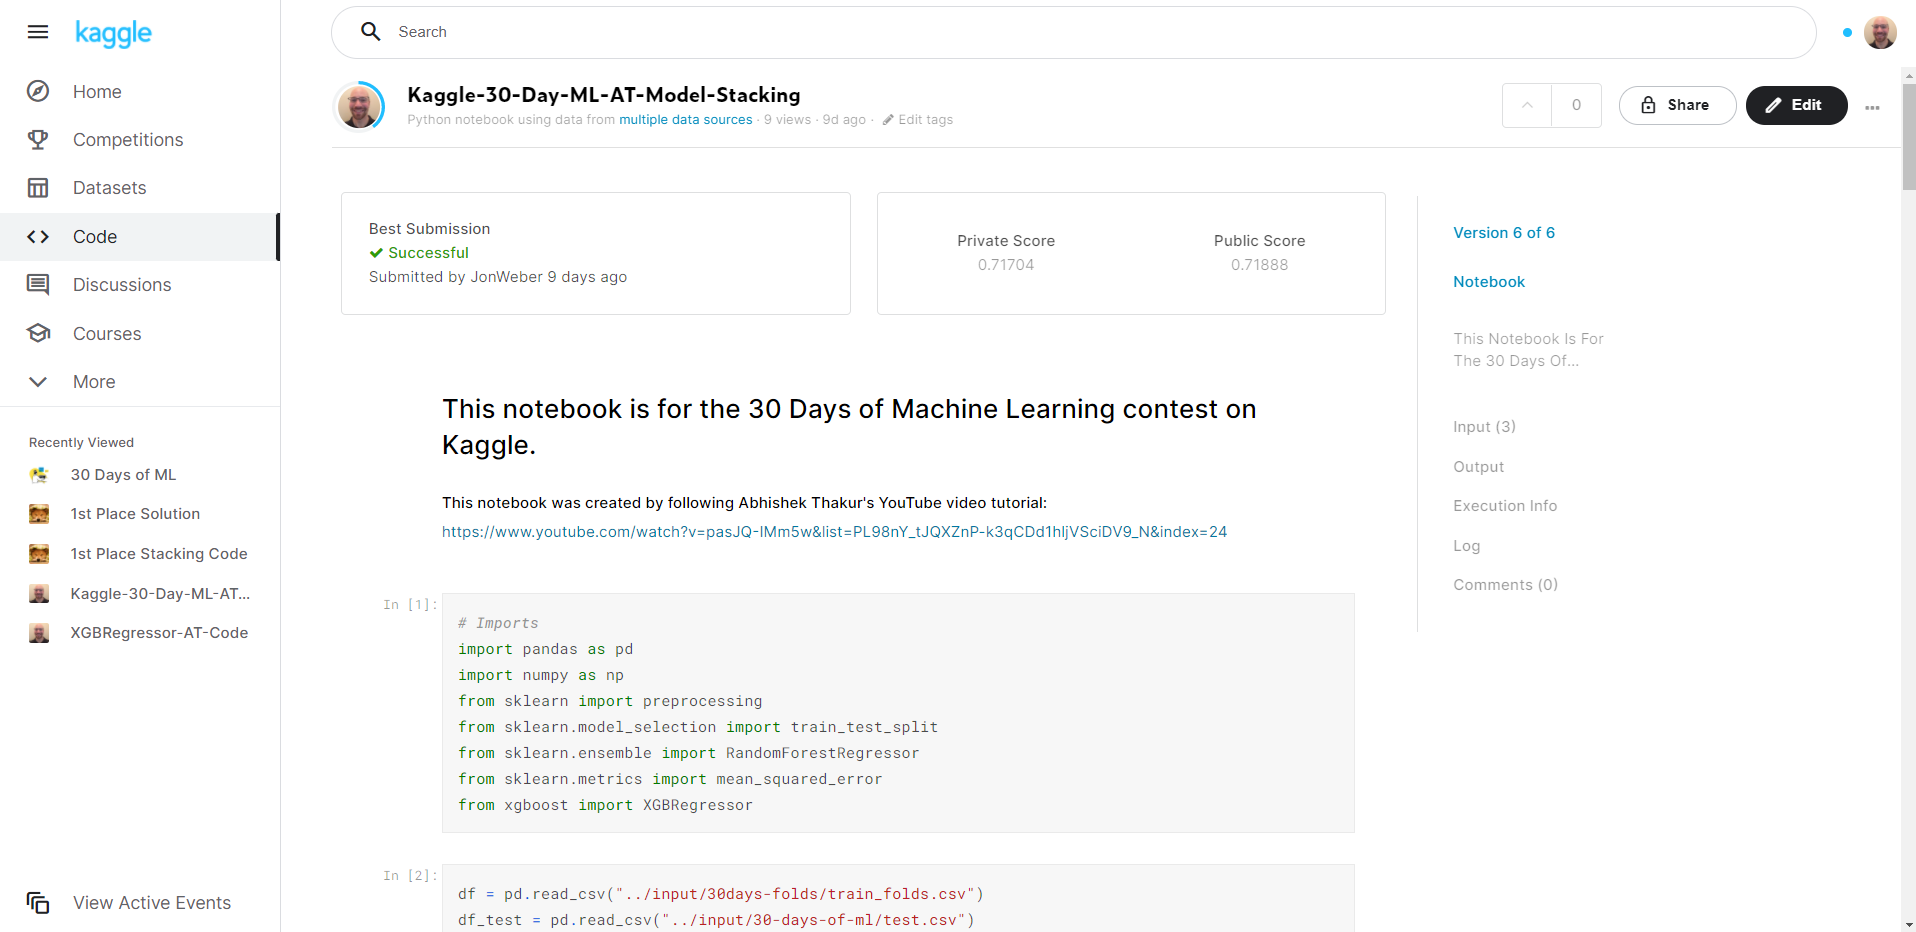 kaggle
Search
Home
Competitions
Datasets
Code
Discussions
Courses
More
Recently Viewed
30 Days of ML
1st Place Solution
1st Place Stacking Code
Kaggle-30-Day-ML-AT...
XGBRegressor-AT-Code
View Active Events
Kaggle-30-Day-ML-AT-Model-Stacking
Python notebook using data from multiple data sources · 9 views · 9d ago · Edit tags
0
Share
Edit
Best Submission
Successful
Submitted by JonWeber 9 days ago
Private Score
0.71704
Public Score
0.71888
This notebook is for the 30 Days of Machine Learning contest on
Kaggle.
This notebook was created by following Abhishek Thakur's YouTube video tutorial:
https://www.youtube.com/watch?v=pasJQ-IMm5w&list=PL98nY_tJQXZnP-k3qCDd1hljVSciDV9_N&index=24
In [1]:
# Imports
import pandas as pd
import numpy as np
from sklearn import preprocessing
from sklearn.model_selection import train_test_split
from sklearn.ensemble import RandomForestRegressor
from sklearn.metrics import mean_squared_error
from xgboost import XGBRegressor
In [2]:
df = pd.read_csv("../input/30days-folds/train_folds.csv")
df_test = pd.read_csv("../input/30-days-of-ml/test.csv")
Version 6 of 6
Notebook
This Notebook Is For
The 30 Days Of...
Input (3)
Output
Execution Info
Log
Comments (0)